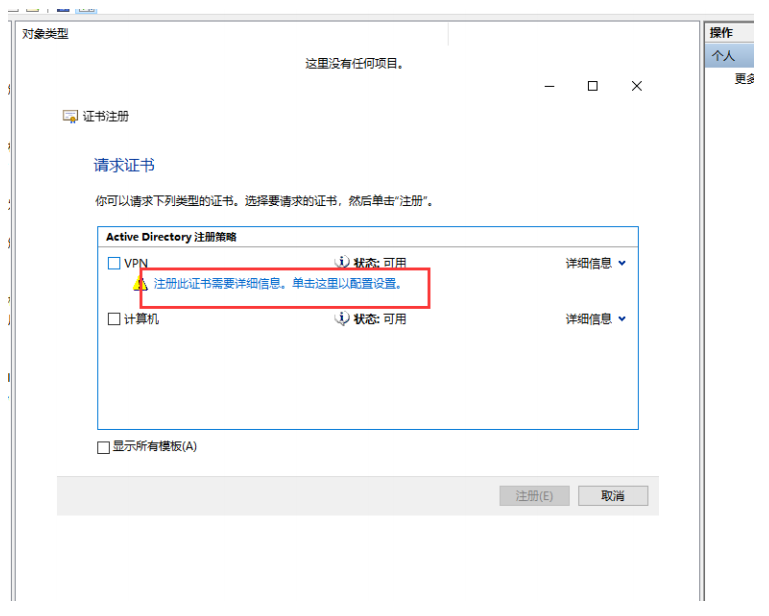 对象类型
操作
这里没有任何项目。
个人
更多
证书注册
请求证书
你可以请求下列类型的证书。选择要请求的证书，然后单击“注册”。
Active Directory 注册策略
VPN 状态: 可用 详细信息
注册此证书需要详细信息。单击这里以配置设置。
计算机 状态: 可用 详细信息
显示所有模板(A)
注册(E) 取消